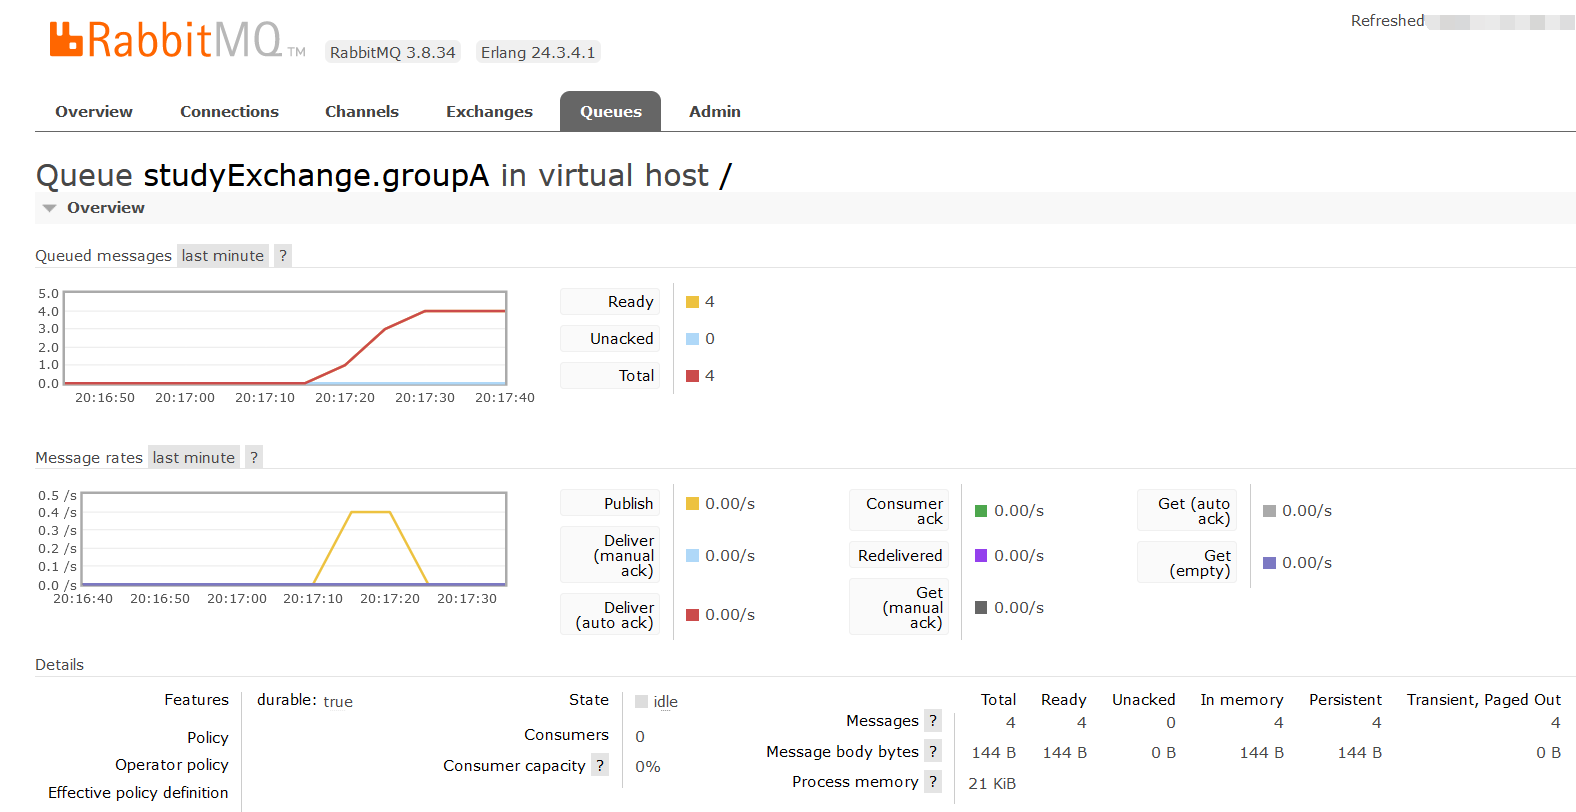 Refreshed
RabbitMQ TM RabbitMQ 3.8.34 Erlang 24.3.4.1
Overview Connections Channels Exchanges Queues Admin
Queue studyExchange.groupA in virtual host /
Overview
Queued messages last minute ?
5.0
4.0
3.0
2.0
1.0
0.0
20:16:50 20:17:00 20:17:10 20:17:20 20:17:30 20:17:40
Ready 4
Unacked 0
Total 4
Message rates last minute ?
0.5 /s
0.4 /s
0.3 /s
0.2 /s
0.1 /s
0.0 /s
20:16:40 20:16:50 20:17:00 20:17:10 20:17:20 20:17:30
Publish 0.00/s
Deliver
(manual 0.00/s
ack)
Deliver
(auto ack) 0.00/s
Consumer
ack 0.00/s
Redelivered 0.00/s
Get
(manual 0.00/s
ack)
Get (auto
ack) 0.00/s
Get
(empty) 0.00/s
Details
Features durable: true
Policy
Operator policy
Effective policy definition
State idle
Consumers 0
Consumer capacity ? 0%
Total Ready Unacked In memory Persistent Transient, Paged Out
Messages ? 4 4 0 4 4 4
Message body bytes ? 144 B 144 B 0 B 144 B 144 B 0 B
Process memory ? 21 KiB